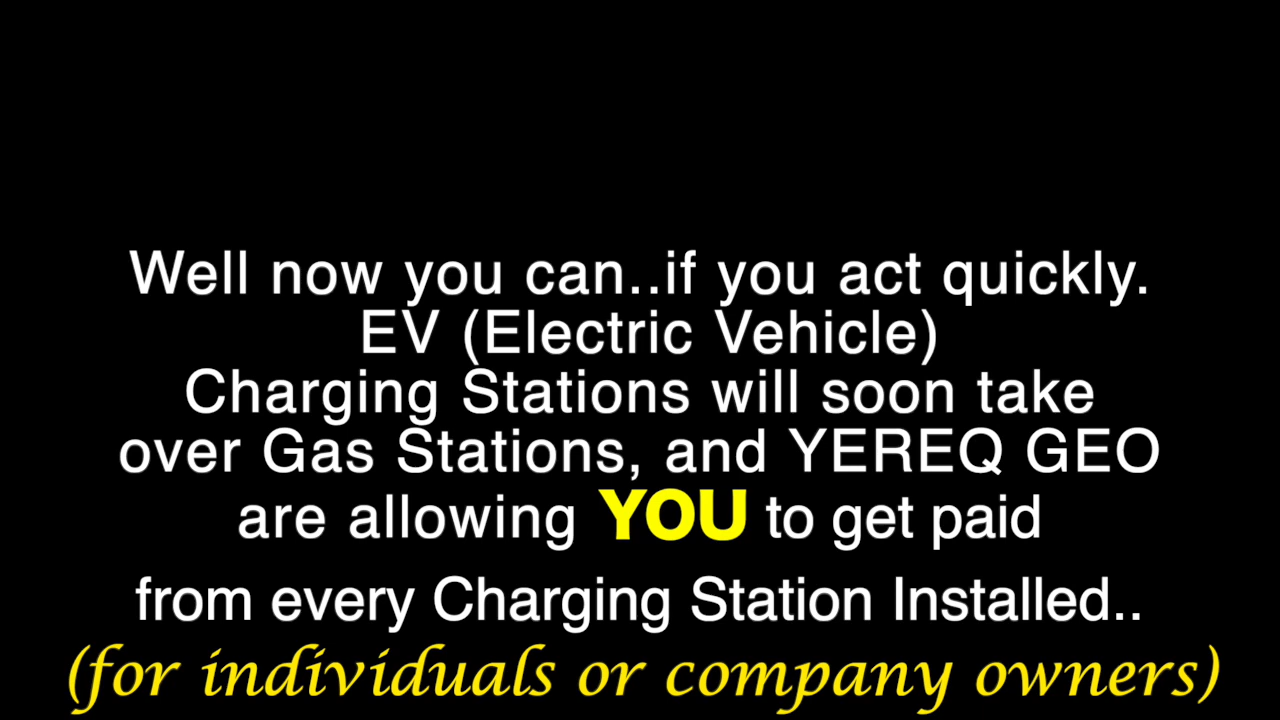 Well now you can..if you act quickly.
EV (Electric Vehicle)
Charging Stations will soon take
over Gas Stations, and YEREQ GEO
are allowing YOU to get paid
from every Charging Station Installed..
(for individuals or company owners)